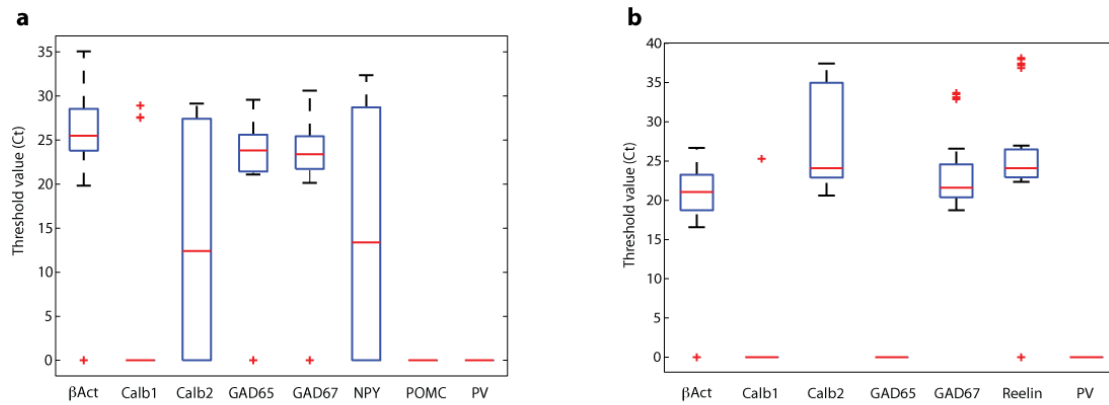 a
Threshold value (Ct)
35
30
25
20
15
10
5
0
βAct Calb1 Calb2 GAD65 GAD67 NPY POMC PV
b
Threshold value (Ct)
40
35
30
25
20
15
10
5
0
βAct Calb1 Calb2 GAD65 GAD67 Reelin PV